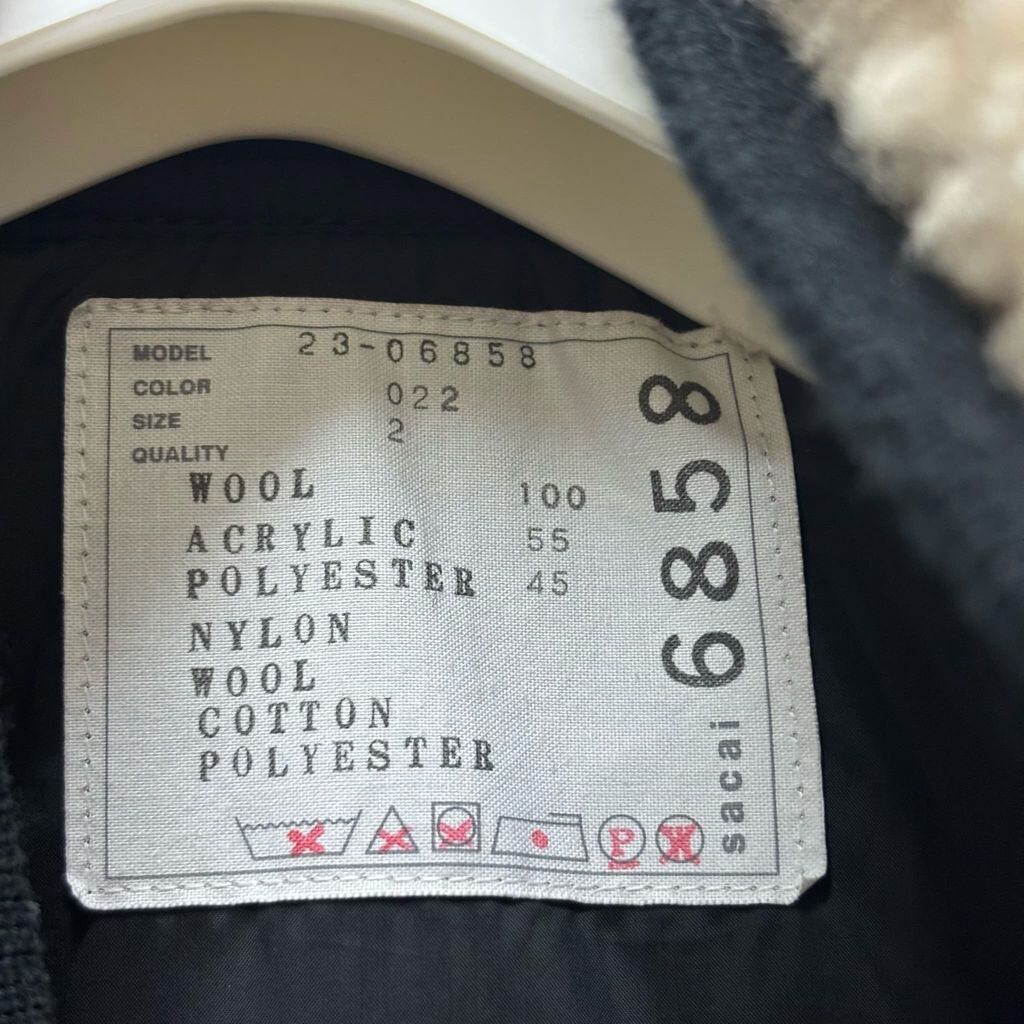 MODEL 23-06858
COLOR 022
SIZE 2
QUALITY
WOOL 100
ACRYLIC 55
POLYESTER 45
NYLON
WOOL
COTTON
POLYESTER
P W
sacai 6858